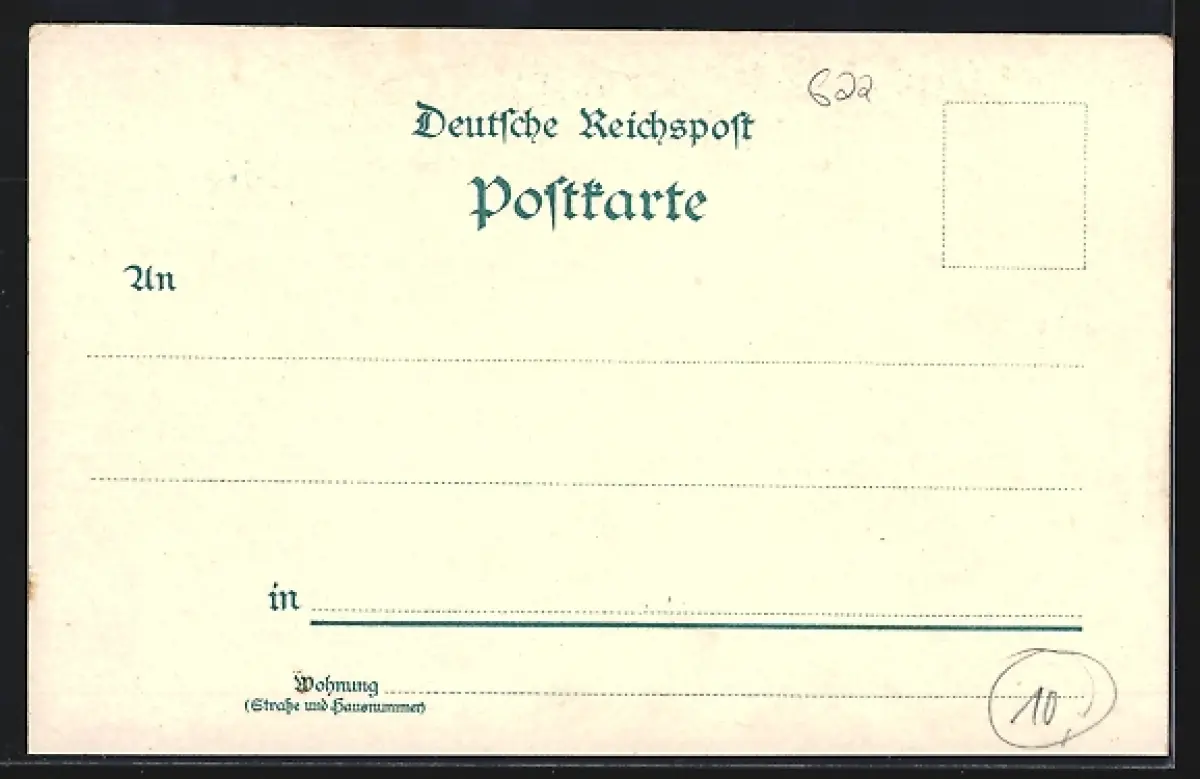 622
Deutſche Reichspoſt
Poſtkarte
An
in
Wohnung
(Straße und Hausnummer)
10